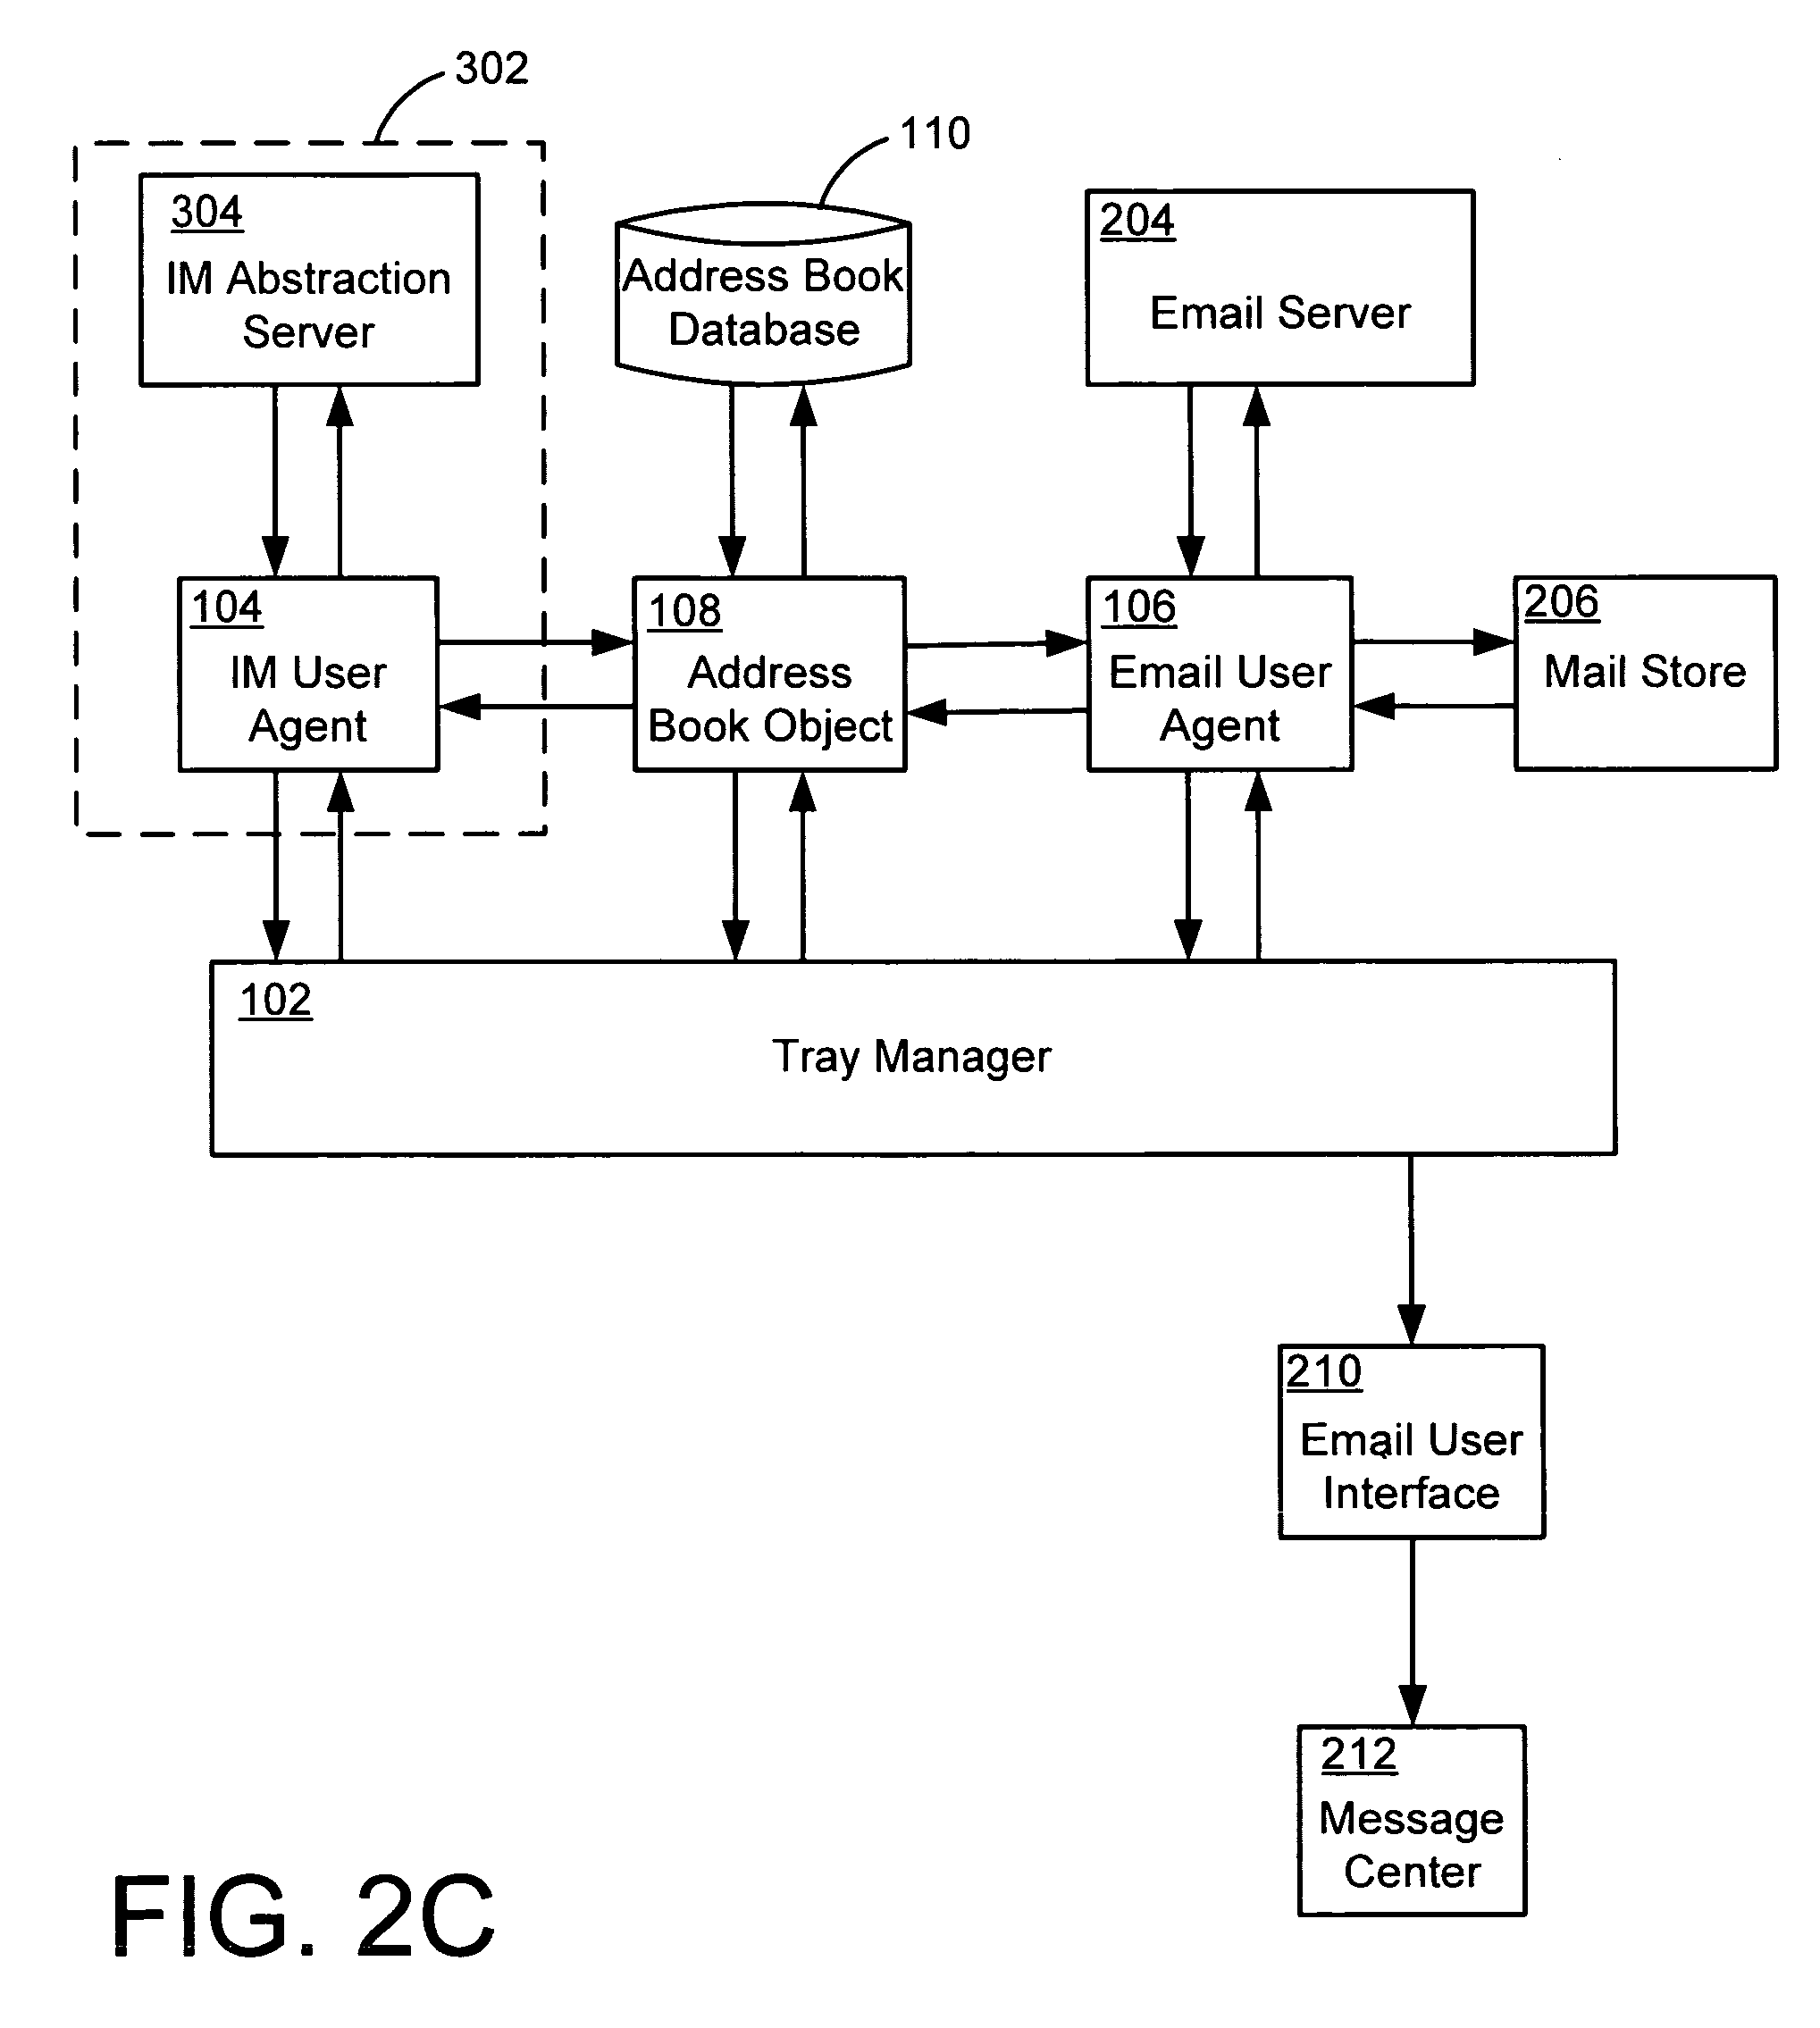 302
110
304
IM Abstraction
Server
Address Book
Database
204
Email Server
104
IM User
Agent
108
Address
Book Object
106
Email User
Agent
206
Mail Store
102
Tray Manager
210
Email User
Interface
212
Message
Center
FIG. 2C